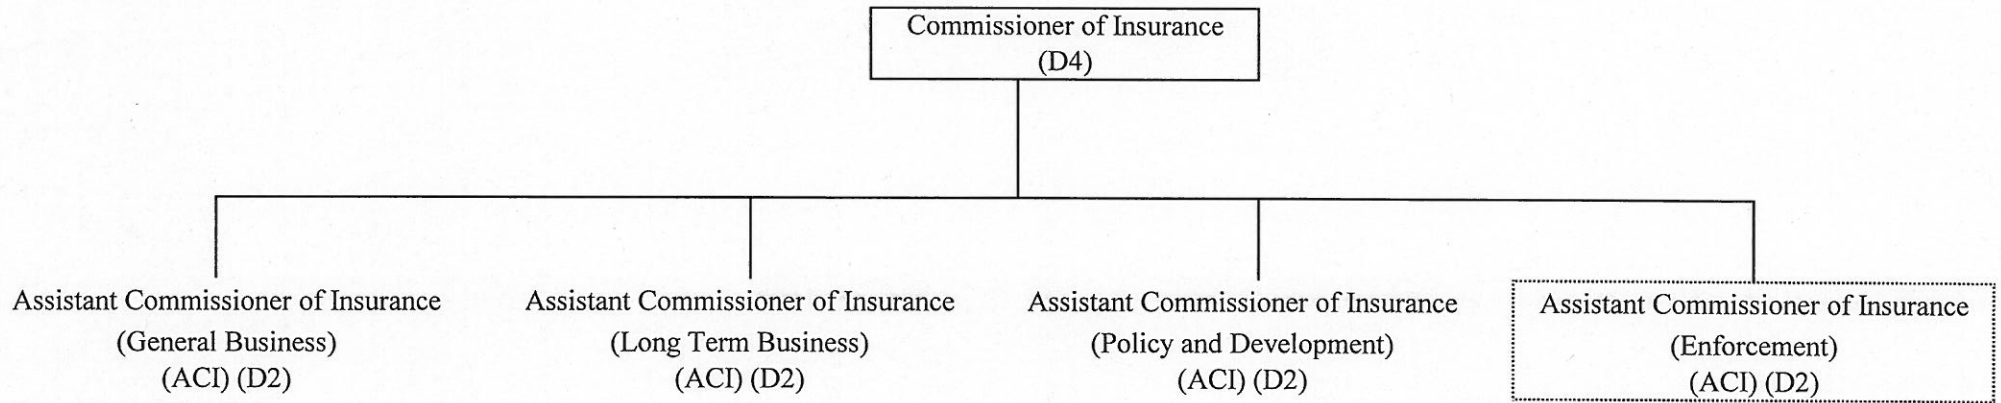 Commissioner of Insurance
(D4)
Assistant Commissioner of Insurance
(General Business)
(ACI) (D2)
Assistant Commissioner of Insurance
(Long Term Business)
(ACI) (D2)
Assistant Commissioner of Insurance
(Policy and Development)
(ACI) (D2)
Assistant Commissioner of Insurance
(Enforcement)
(ACI) (D2)